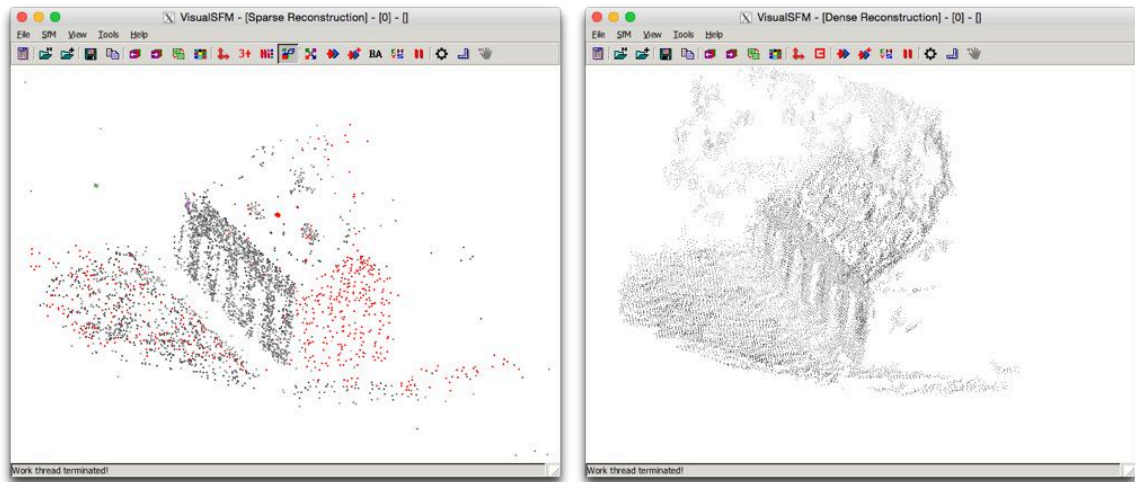 VisualSFM - [Sparse Reconstruction] - [0] - []
File SfM View Tools Help
3+ BA
Work thread terminated!
VisualSFM - [Dense Reconstruction] - [0] - []
File SfM View Tools Help
BA
Work thread terminated!